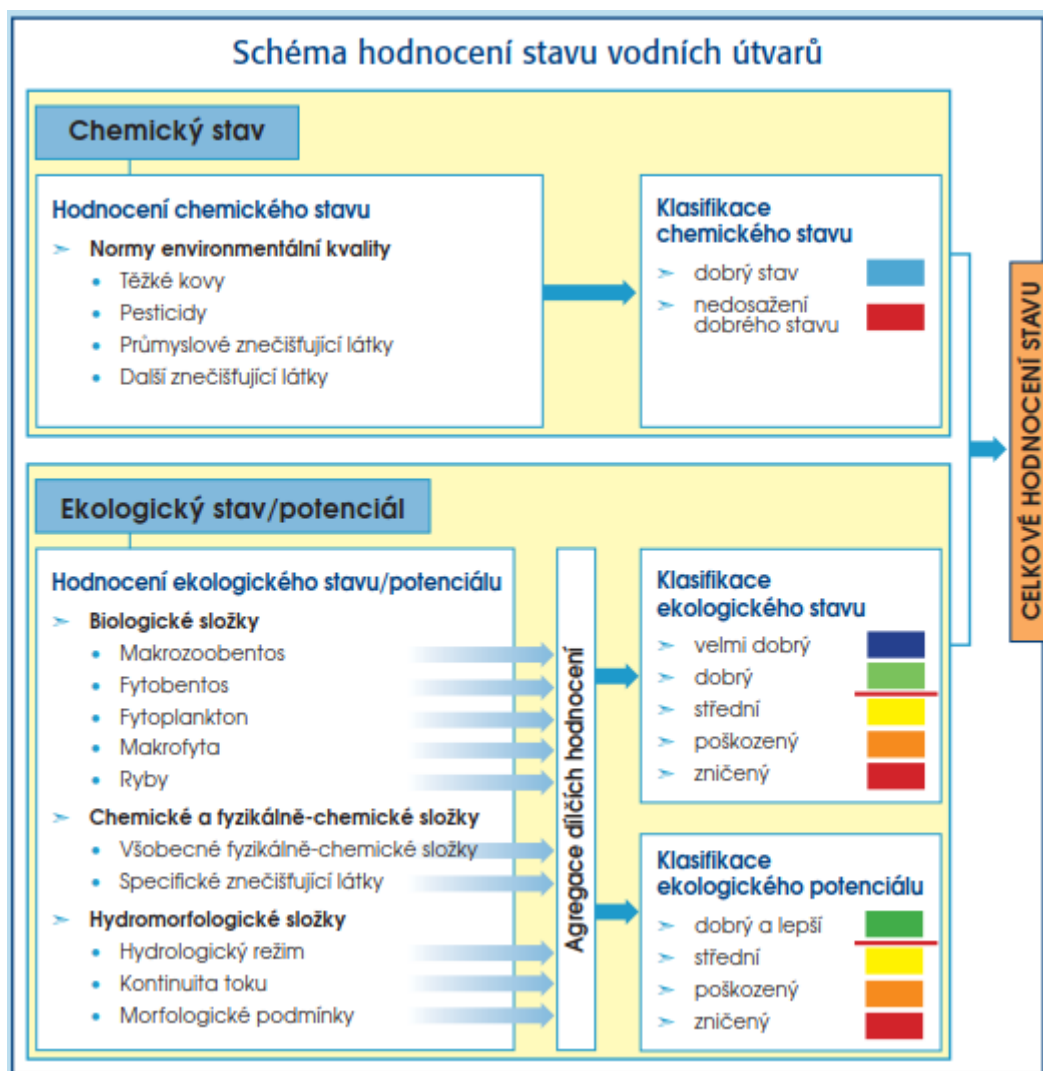 Schéma hodnocení stavu vodních útvarů
Chemický stav
Hodnocení chemického stavu
➢ Normy environmentální kvality
• Těžké kovy
• Pesticidy
• Průmyslové znečišťující látky
• Další znečišťující látky
Klasifikace
chemického stavu
➢ dobrý stav
➢ nedosažení
dobrého stavu
CELKOVÉ HODNOCENÍ STAVU
Ekologický stav/potenciál
Hodnocení ekologického stavu/potenciálu
➢ Biologické složky
• Makrozoobentos
• Fytobentos
• Fytoplankton
• Makrofyta
• Ryby
➢ Chemické a fyzikálně-chemické složky
• Všobecné fyzikálně-chemické složky
• Specifické znečišťující látky
➢ Hydromorfologické složky
• Hydrologický režim
• Kontinuita toku
• Morfologické podmínky
Agregace dílčích hodnocení
Klasifikace
ekologického stavu
➢ velmi dobrý
➢ dobrý
➢ střední
➢ poškozený
➢ zničený
Klasifikace
ekologického potenciálu
➢ dobrý a lepší
➢ střední
➢ poškozený
➢ zničený